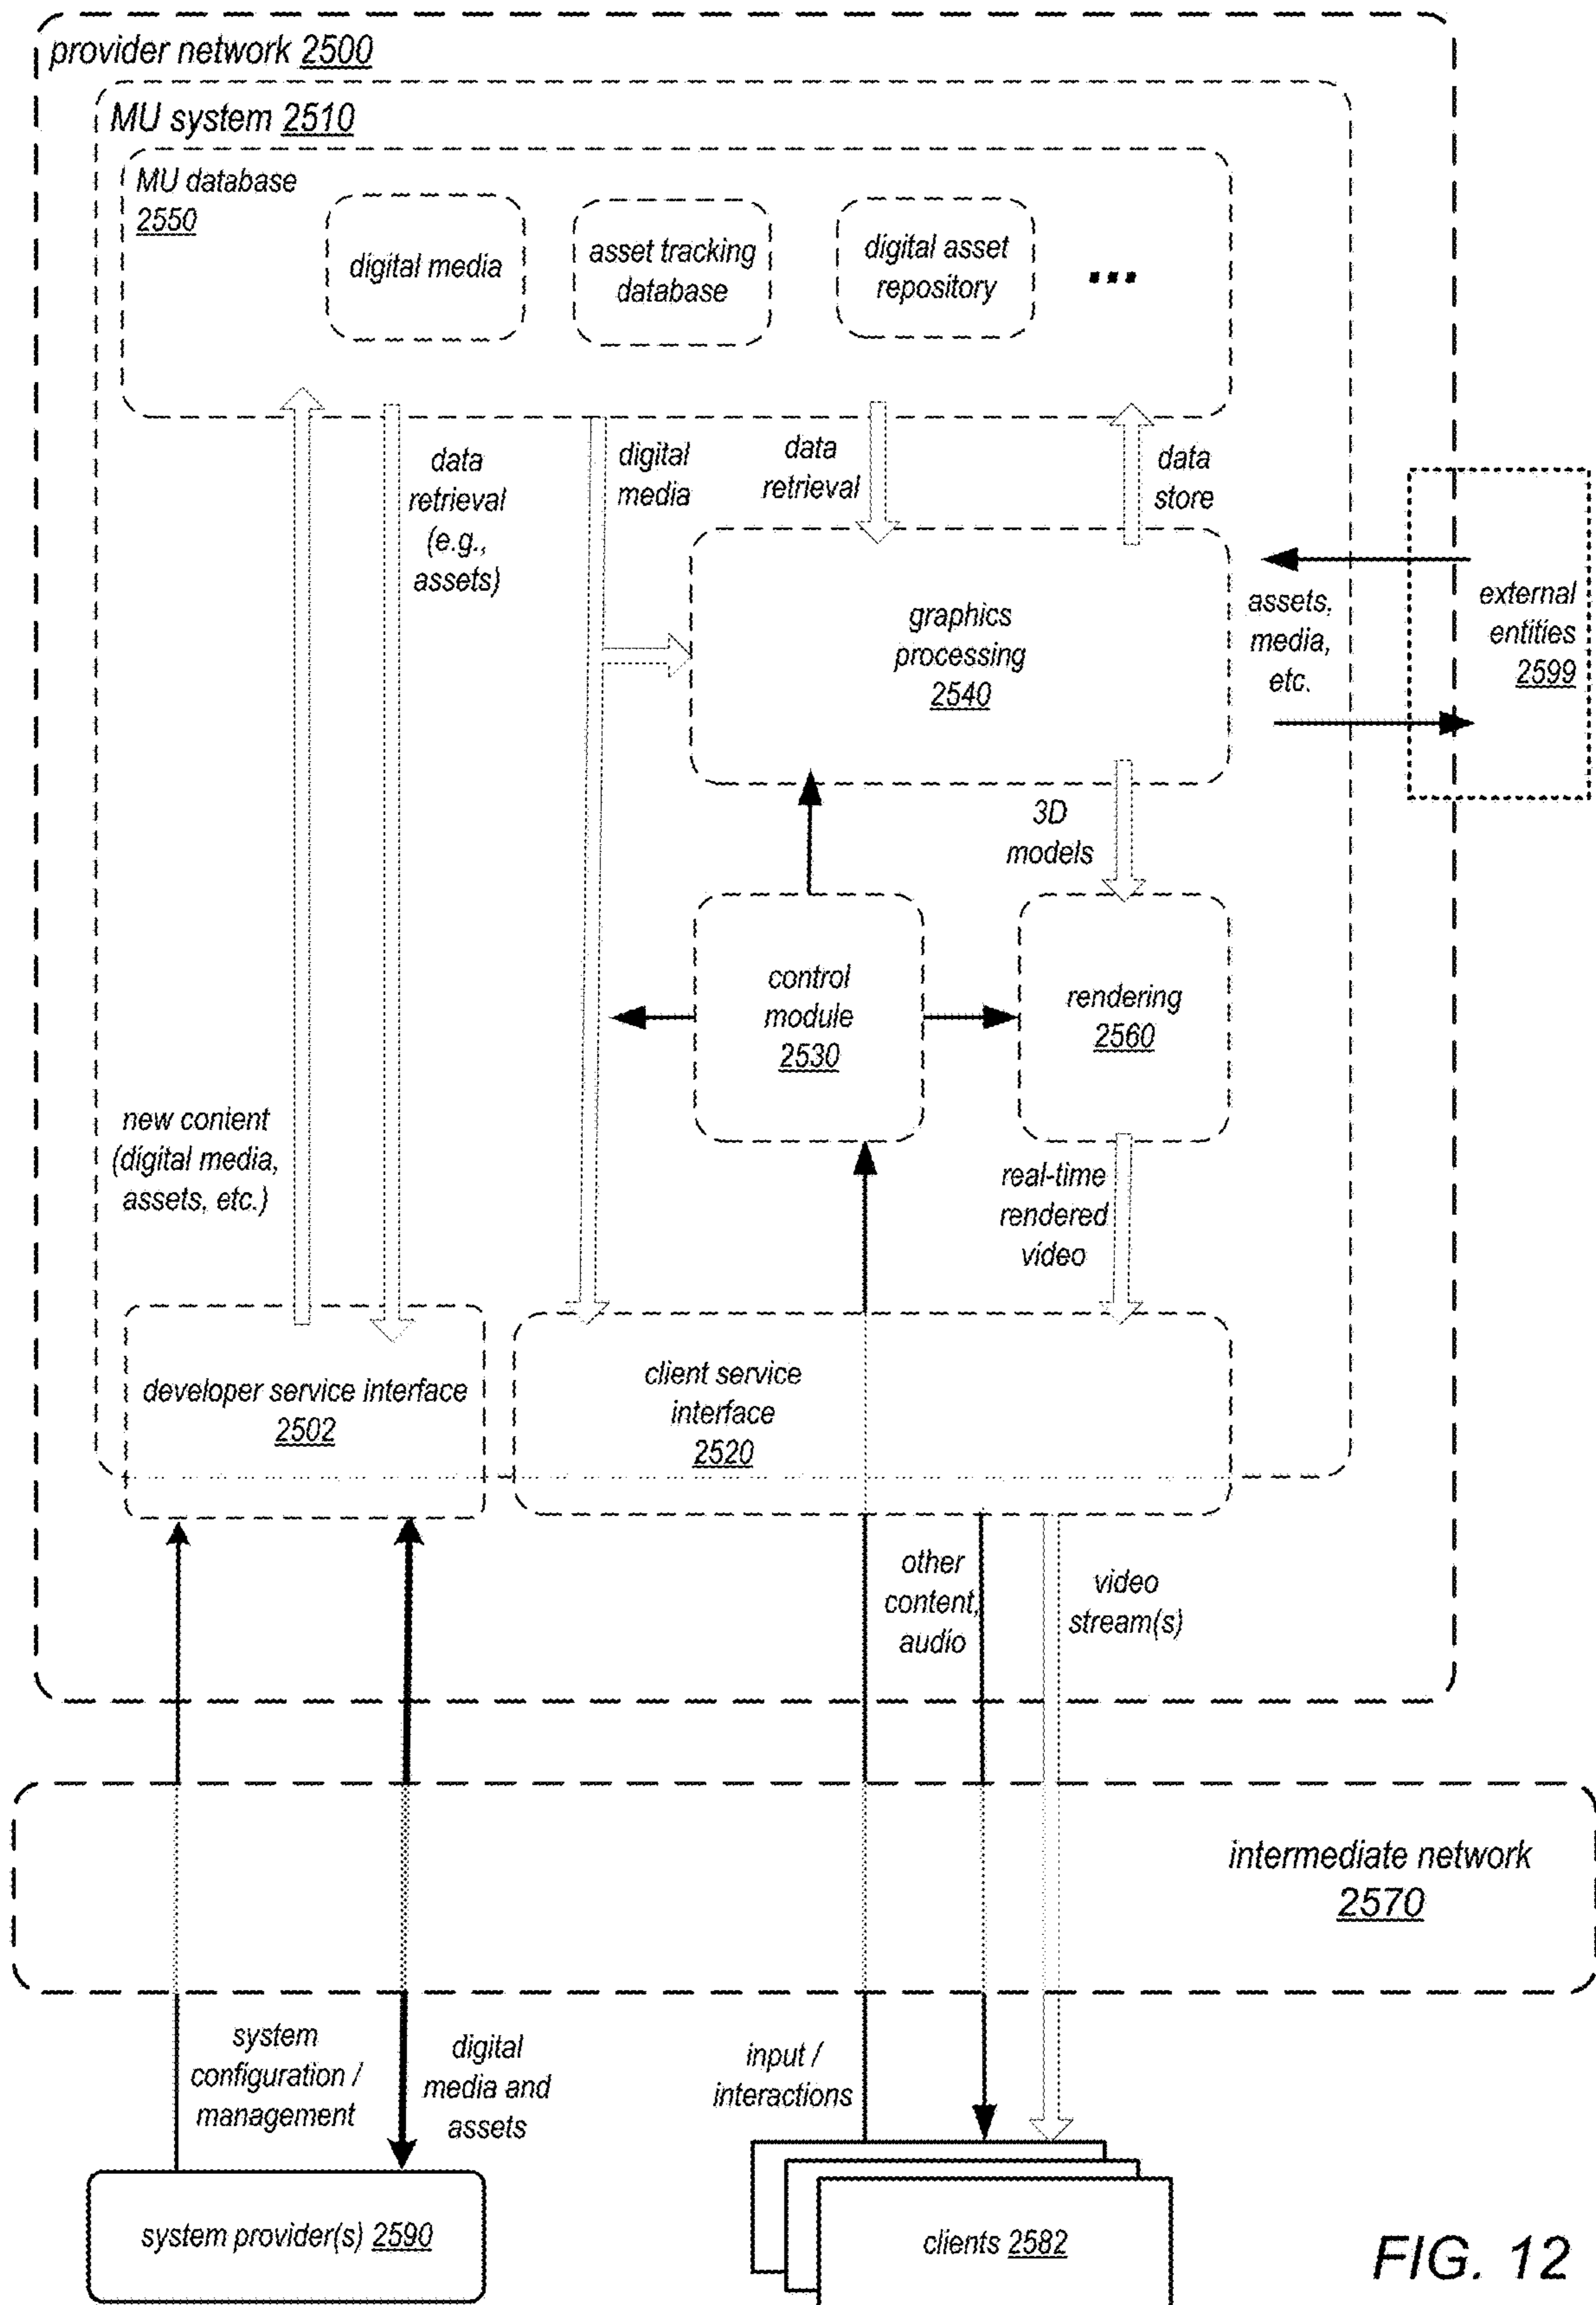 provider network 2500
MU system 2510
MU database
2550
digital media
asset tracking
database
digital asset
repository
...
data
retrieval
(e.g.,
assets)
digital
media
data
retrieval
data
store
graphics
processing
2540
assets,
media,
etc.
external
entities
2599
3D
models
control
module
2530
rendering
2560
new content
(digital media,
assets, etc.)
real-time
rendered
video
developer service interface
2502
client service
interface
2520
other
content,
audio
video
stream(s)
intermediate network
2570
system
configuration /
management
digital
media and
assets
input /
interactions
system provider(s) 2590
clients 2582
FIG. 12